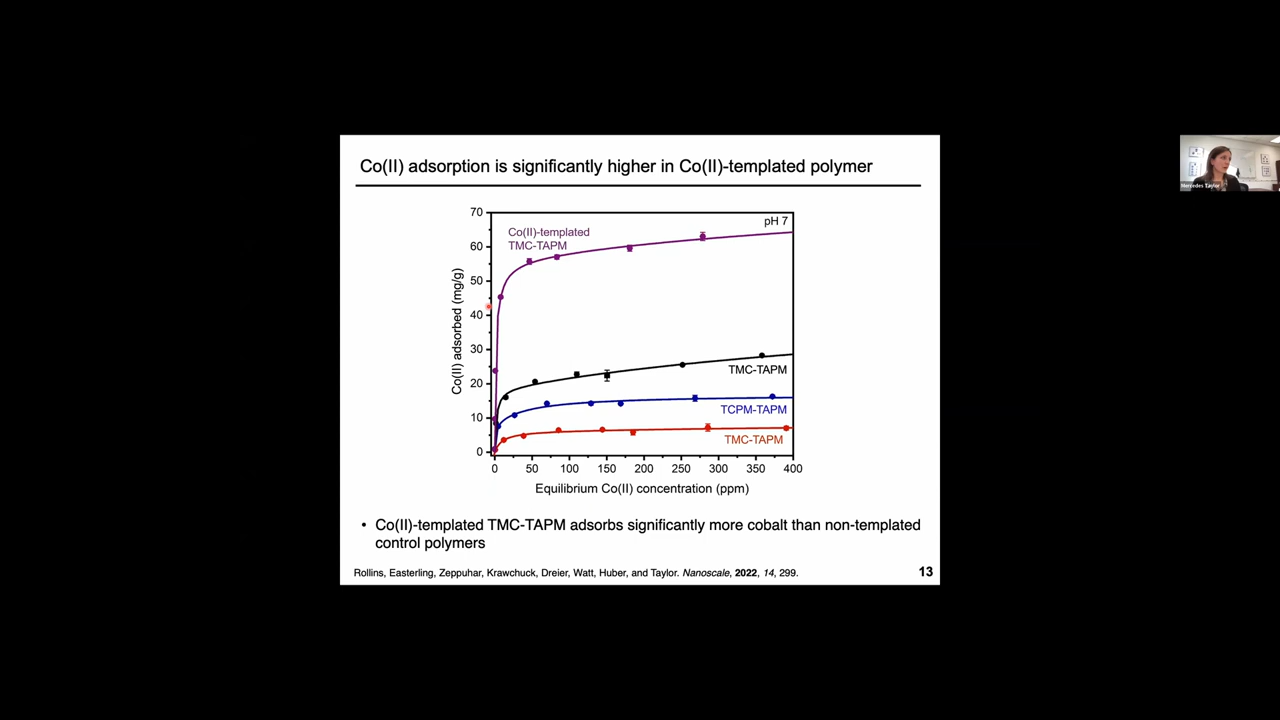 Co(II) adsorption is significantly higher in Co(II)-templated polymer
pH 7
Co(II)-templated
TMC-TAPM
TMC-TAPM
TCPM-TAPM
TMC-TAPM
Co(II) adsorbed (mg/g)
70
60
50
40
30
20
10
0
0 50 100 150 200 250 300 350 400
Equilibrium Co(II) concentration (ppm)
• Co(II)-templated TMC-TAPM adsorbs significantly more cobalt than non-templated
control polymers
Rollins, Easterling, Zeppuhar, Krawchuck, Dreier, Watt, Huber, and Taylor. Nanoscale, 2022, 14, 299.
13
Mercedes Taylor